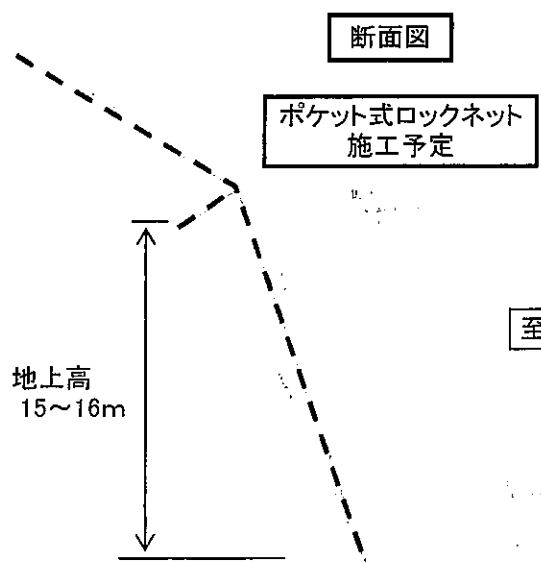 断面図
ポケット式ロックネット
施工予定
至
地上高
15～16m